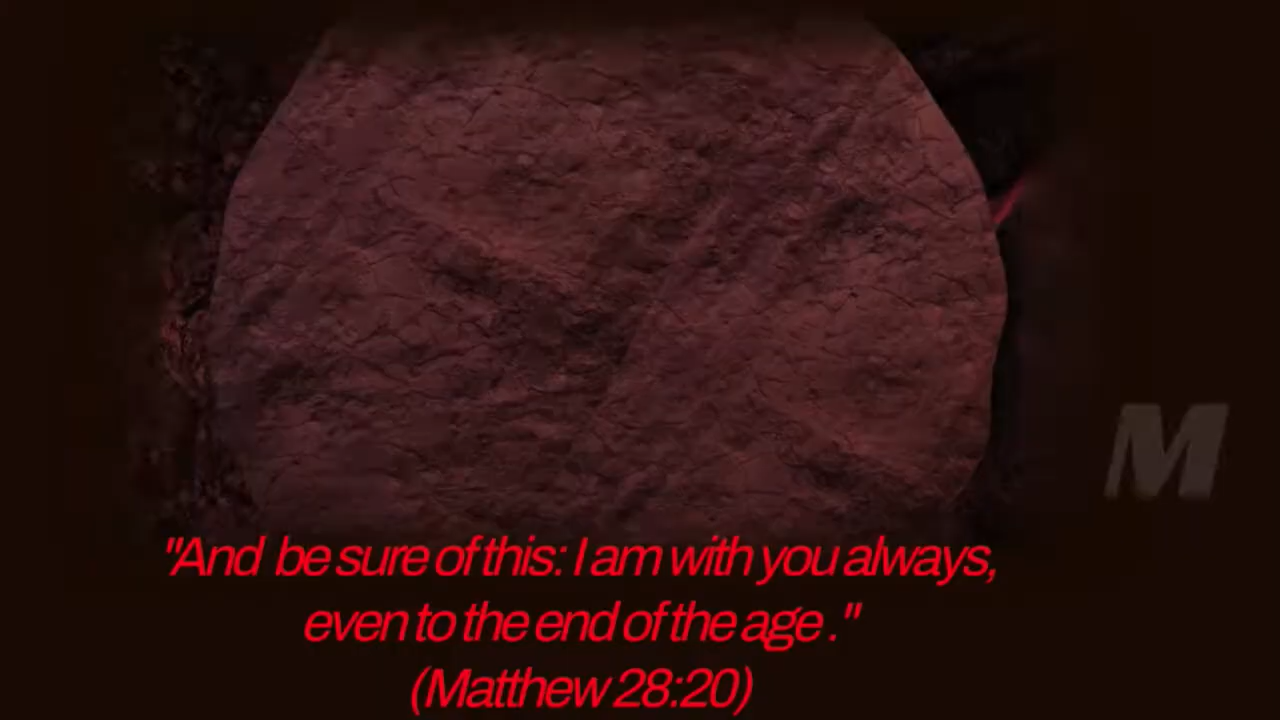 M
"And be sure of this: I am with you always,
even to the end of the age ."
(Matthew 28:20)